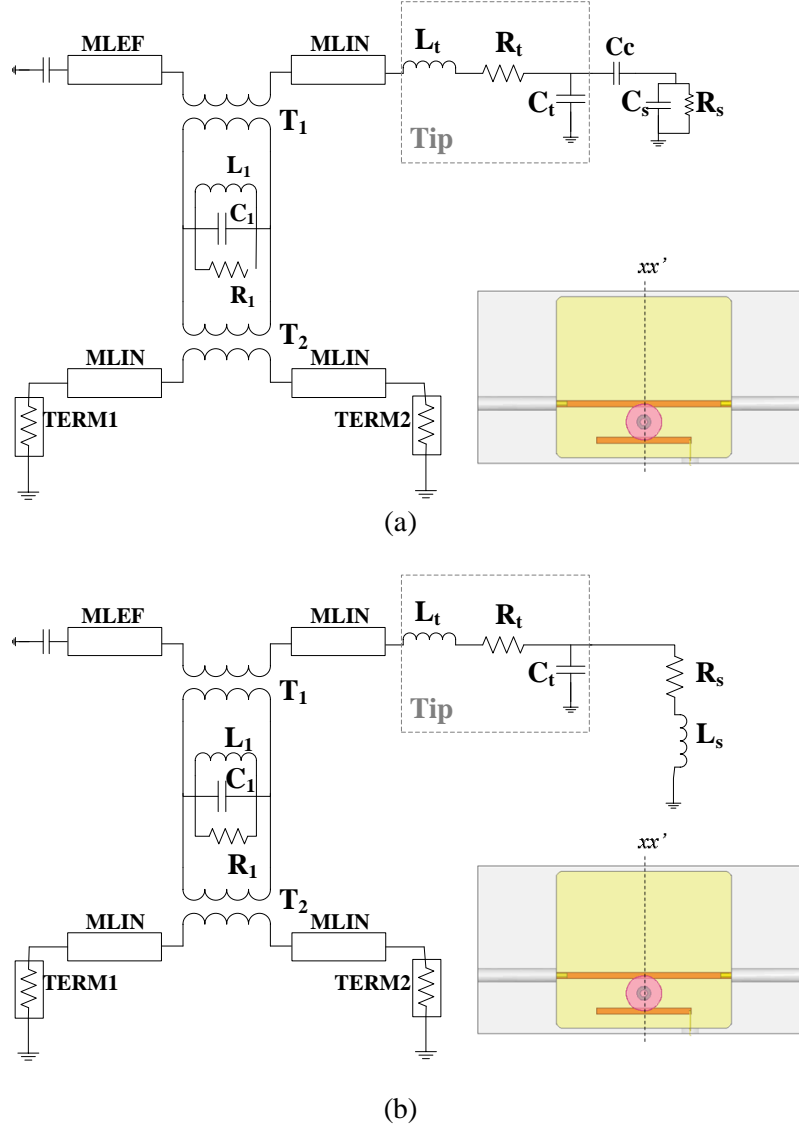 MLEF
MLIN
Lt
Rt
Cc
Ct
Cs
Rs
Tip
T1
L1
C1
R1
T2
xx’
MLIN
MLIN
TERM1
TERM2
(a)
MLEF
MLIN
Lt
Rt
Ct
Rs
Tip
Ls
T1
L1
C1
R1
T2
xx’
MLIN
MLIN
TERM1
TERM2
(b)